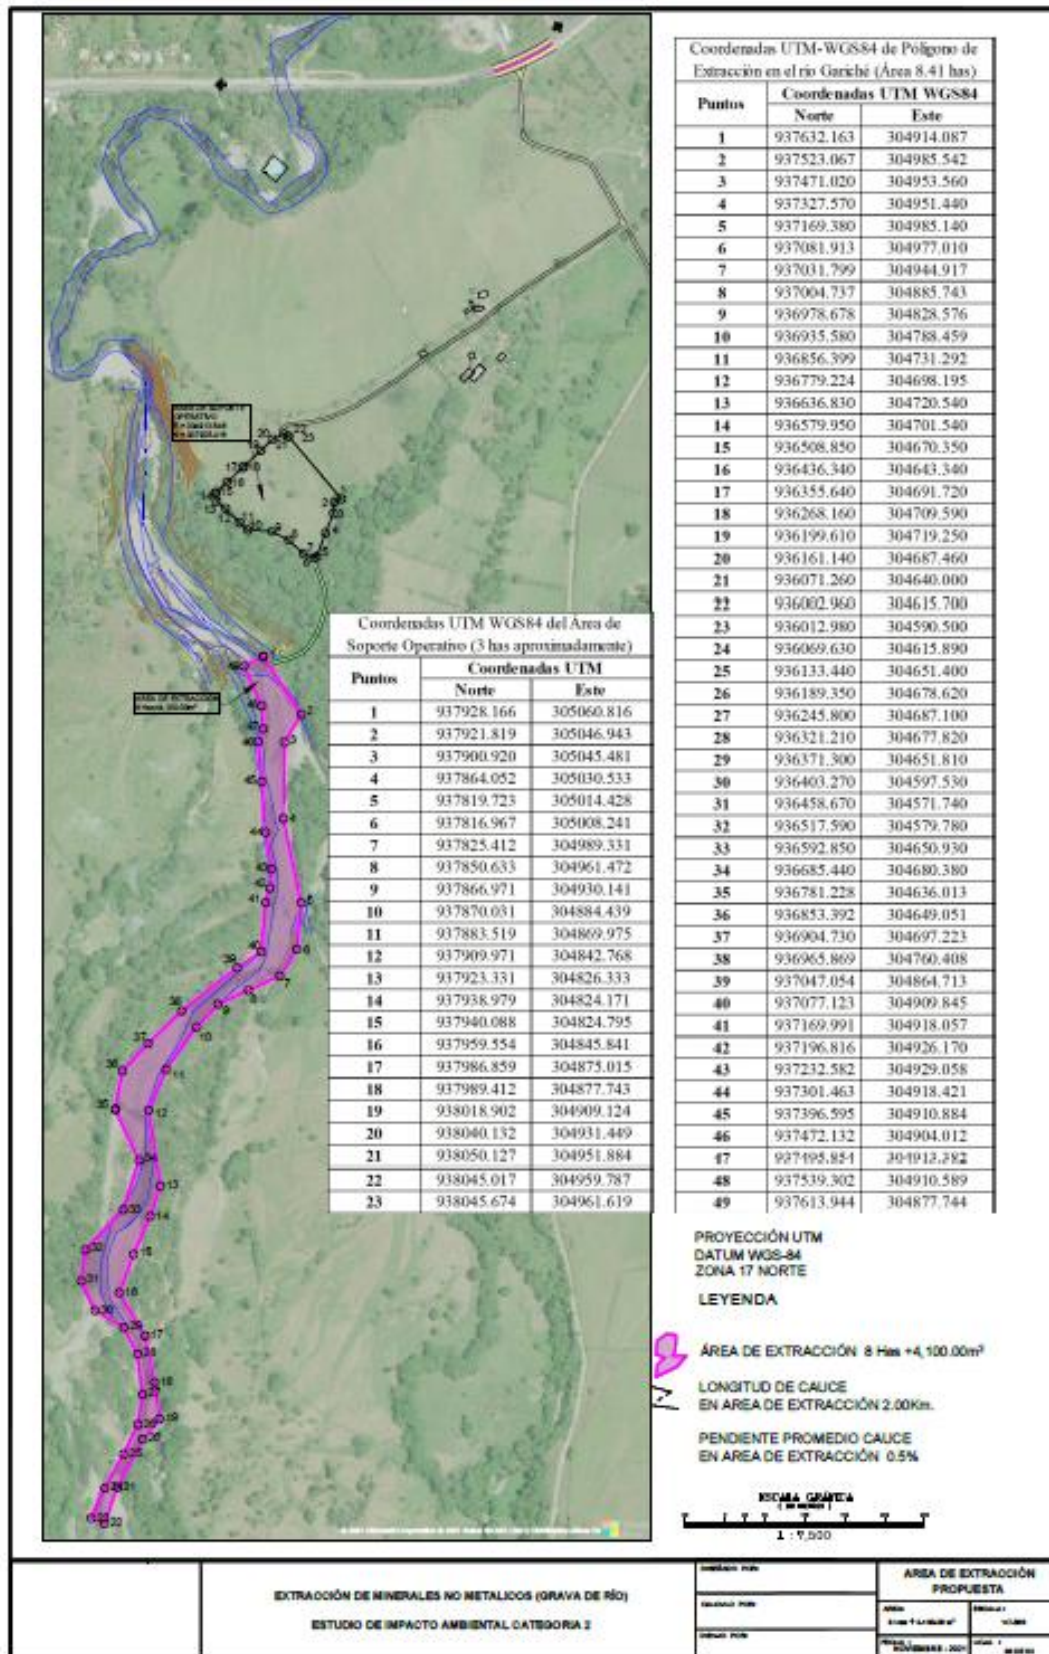 Coordenadas UTM-WGS84 de Polígono de
Extracción en el rio Gariché (Área 8.41 has)
Puntos Coordenadas UTM WGS84
Norte Este
1 937632.163 304914.087
2 937523.067 304985.542
3 937471.020 304953.560
4 937327.570 304951.440
5 937169.380 304985.140
6 937081.913 304977.010
7 937031.799 304944.917
8 937004.737 304885.743
9 936978.678 304828.576
10 936935.580 304788.459
11 936856.399 304731.292
12 936779.224 304698.195
13 936636.830 304720.540
14 936579.950 304701.540
15 936508.850 304670.350
16 936436.340 304643.340
17 936355.640 304691.720
18 936268.160 304709.590
19 936199.610 304719.250
20 936161.140 304687.460
21 936071.260 304640.000
22 936002.960 304615.700
23 936012.980 304590.500
24 936069.630 304615.890
25 936133.440 304651.400
26 936189.350 304678.620
27 936245.800 304687.100
28 936321.210 304677.820
29 936371.300 304651.810
30 936403.270 304597.530
31 936458.670 304571.740
32 936517.590 304579.780
33 936592.850 304650.930
34 936685.440 304680.380
35 936781.228 304636.013
36 936853.392 304649.051
37 936904.730 304697.223
38 936965.869 304760.408
39 937047.054 304864.713
40 937077.123 304909.845
41 937169.991 304918.057
42 937196.816 304926.170
43 937232.582 304929.058
44 937301.463 304918.421
45 937396.595 304910.884
46 937472.132 304904.012
47 937495.854 304913.382
48 937539.302 304910.589
49 937613.944 304877.744
Coordenadas UTM WGS84 del Área de
Soporte Operativo (3 has aproximadamente)
Puntos Coordenadas UTM
Norte Este
1 937928.166 305060.816
2 937921.819 305046.943
3 937900.920 305045.481
4 937864.052 305030.533
5 937819.723 305014.428
6 937816.967 305008.241
7 937825.412 304989.331
8 937850.633 304961.472
9 937866.971 304930.141
10 937870.031 304884.439
11 937883.519 304869.975
12 937909.971 304842.768
13 937923.331 304826.333
14 937938.979 304824.171
15 937940.088 304824.795
16 937959.554 304845.841
17 937986.859 304875.015
18 937989.412 304877.743
19 938018.902 304909.124
20 938040.132 304931.449
21 938050.127 304951.884
22 938045.017 304959.787
23 938045.674 304961.619
PROYECCIÓN UTM
DATUM WGS-84
ZONA 17 NORTE
LEYENDA
ÁREA DE EXTRACCIÓN 8 Has +4,100.00m²
LONGITUD DE CAUCE
EN AREA DE EXTRACCIÓN 2.00Km.
PENDIENTE PROMEDIO CAUCE
EN AREA DE EXTRACCIÓN 0.5%
ESCALA GRÁFICA
1 : 7,500
EXTRACCIÓN DE MINERALES NO METALICOS (GRAVA DE RÍO)
ESTUDIO DE IMPACTO AMBIENTAL CATEGORIA 2
AREA DE EXTRACCIÓN
PROPUESTA